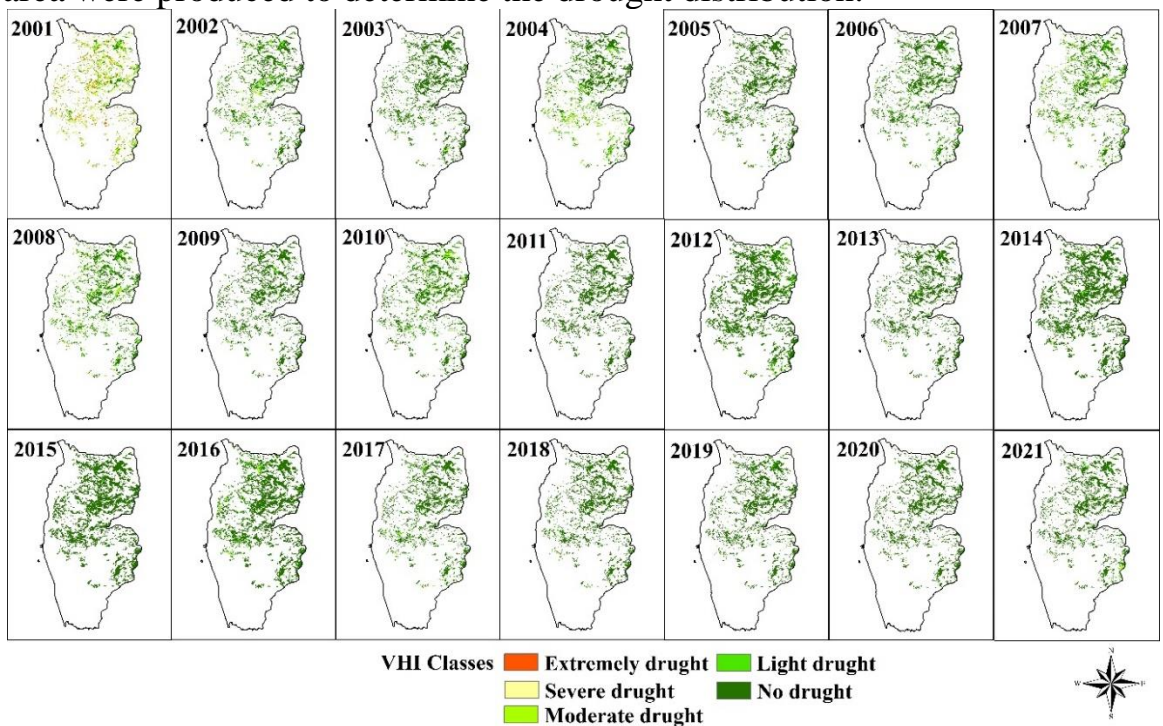 area were produced to determine the drought distribution.
2001 2002 2003 2004 2005 2006 2007
2008 2009 2010 2011 2012 2013 2014
2015 2016 2017 2018 2019 2020 2021
VHI Classes Extremely drught Light drught
Severe drught No drught
Moderate drught
N
W E
S